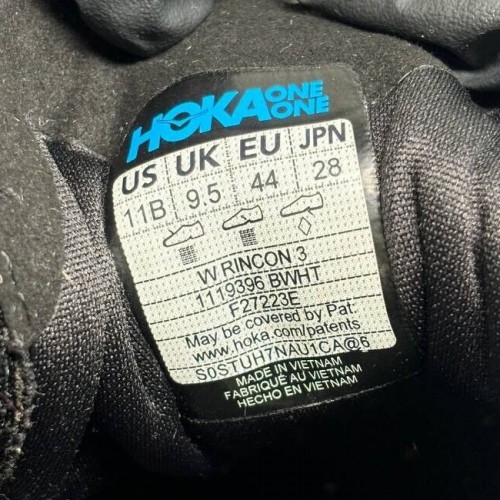 HOKA ONE ONE
US UK EU JPN
11B 9.5 44 28
W RINCON 3
1119396 BWHT
F27223E
May be covered by Pat.
www.hoka.com/patents
S0STUH7NAU1CA@6
MADE IN VIETNAM
FABRIQUÉ AU VIETNAM
HECHO EN VIETNAM